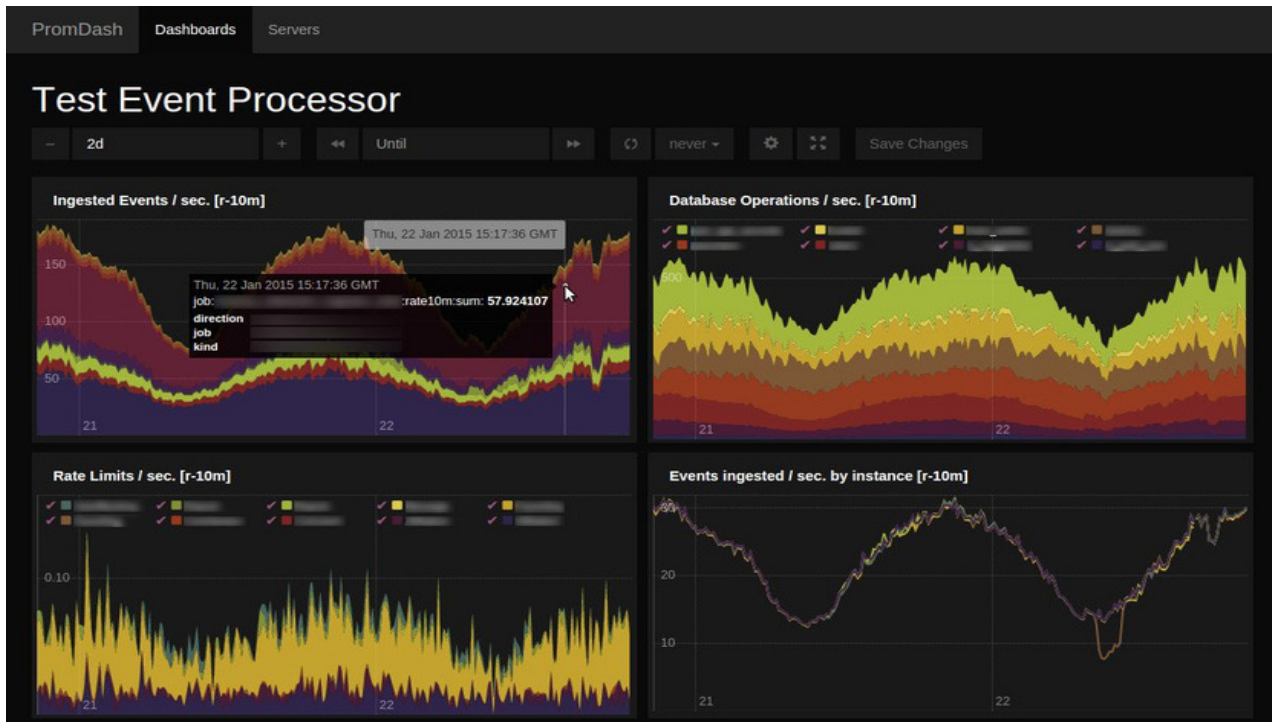 PromDash Dashboards Servers
Test Event Processor
− 2d + Until never Save Changes
Ingested Events / sec. [r-10m]
Thu, 22 Jan 2015 15:17:36 GMT
150
Thu, 22 Jan 2015 15:17:36 GMT
job: :rate10m:sum: 57.924107
direction
job
kind
100
50
21 22
Database Operations / sec. [r-10m]
21 22
Rate Limits / sec. [r-10m]
0.10
21 22
Events ingested / sec. by instance [r-10m]
30
20
10
21 22